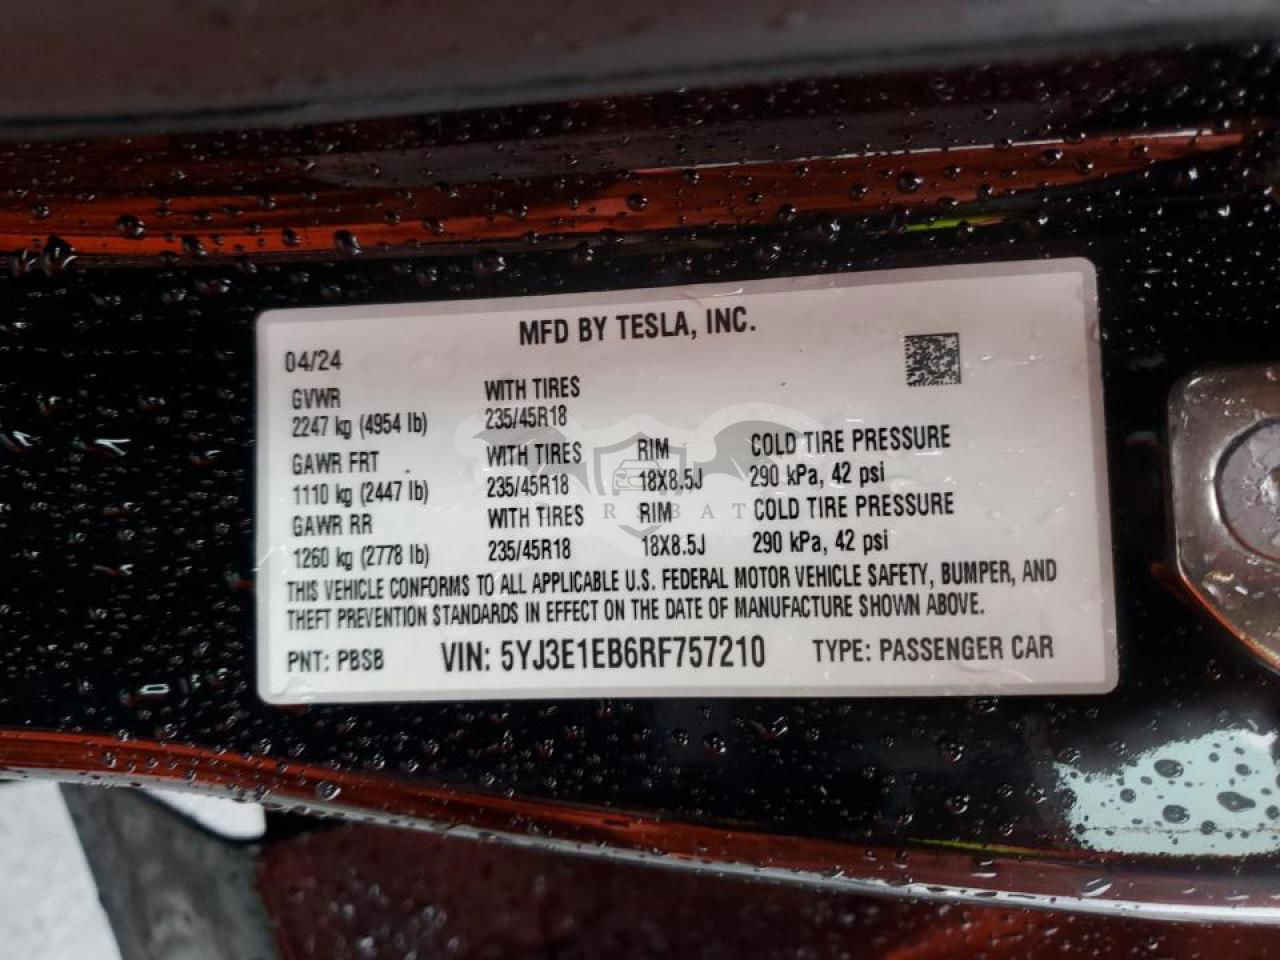 MFD BY TESLA, INC.
04/24
GVWR WITH TIRES
2247 kg (4954 lb) 235/45R18
GAWR FRT WITH TIRES RIM COLD TIRE PRESSURE
1110 kg (2447 lb) 235/45R18 18X8.5J 290 kPa, 42 psi
GAWR RR WITH TIRES RIM COLD TIRE PRESSURE
1260 kg (2778 lb) 235/45R18 18X8.5J 290 kPa, 42 psi
THIS VEHICLE CONFORMS TO ALL APPLICABLE U.S. FEDERAL MOTOR VEHICLE SAFETY, BUMPER, AND
THEFT PREVENTION STANDARDS IN EFFECT ON THE DATE OF MANUFACTURE SHOWN ABOVE.
PNT: PBSB VIN: 5YJ3E1EB6RF757210 TYPE: PASSENGER CAR